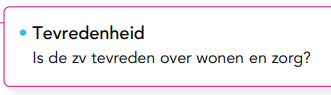 • Tevredenheid
Is de zv tevreden over wonen en zorg?